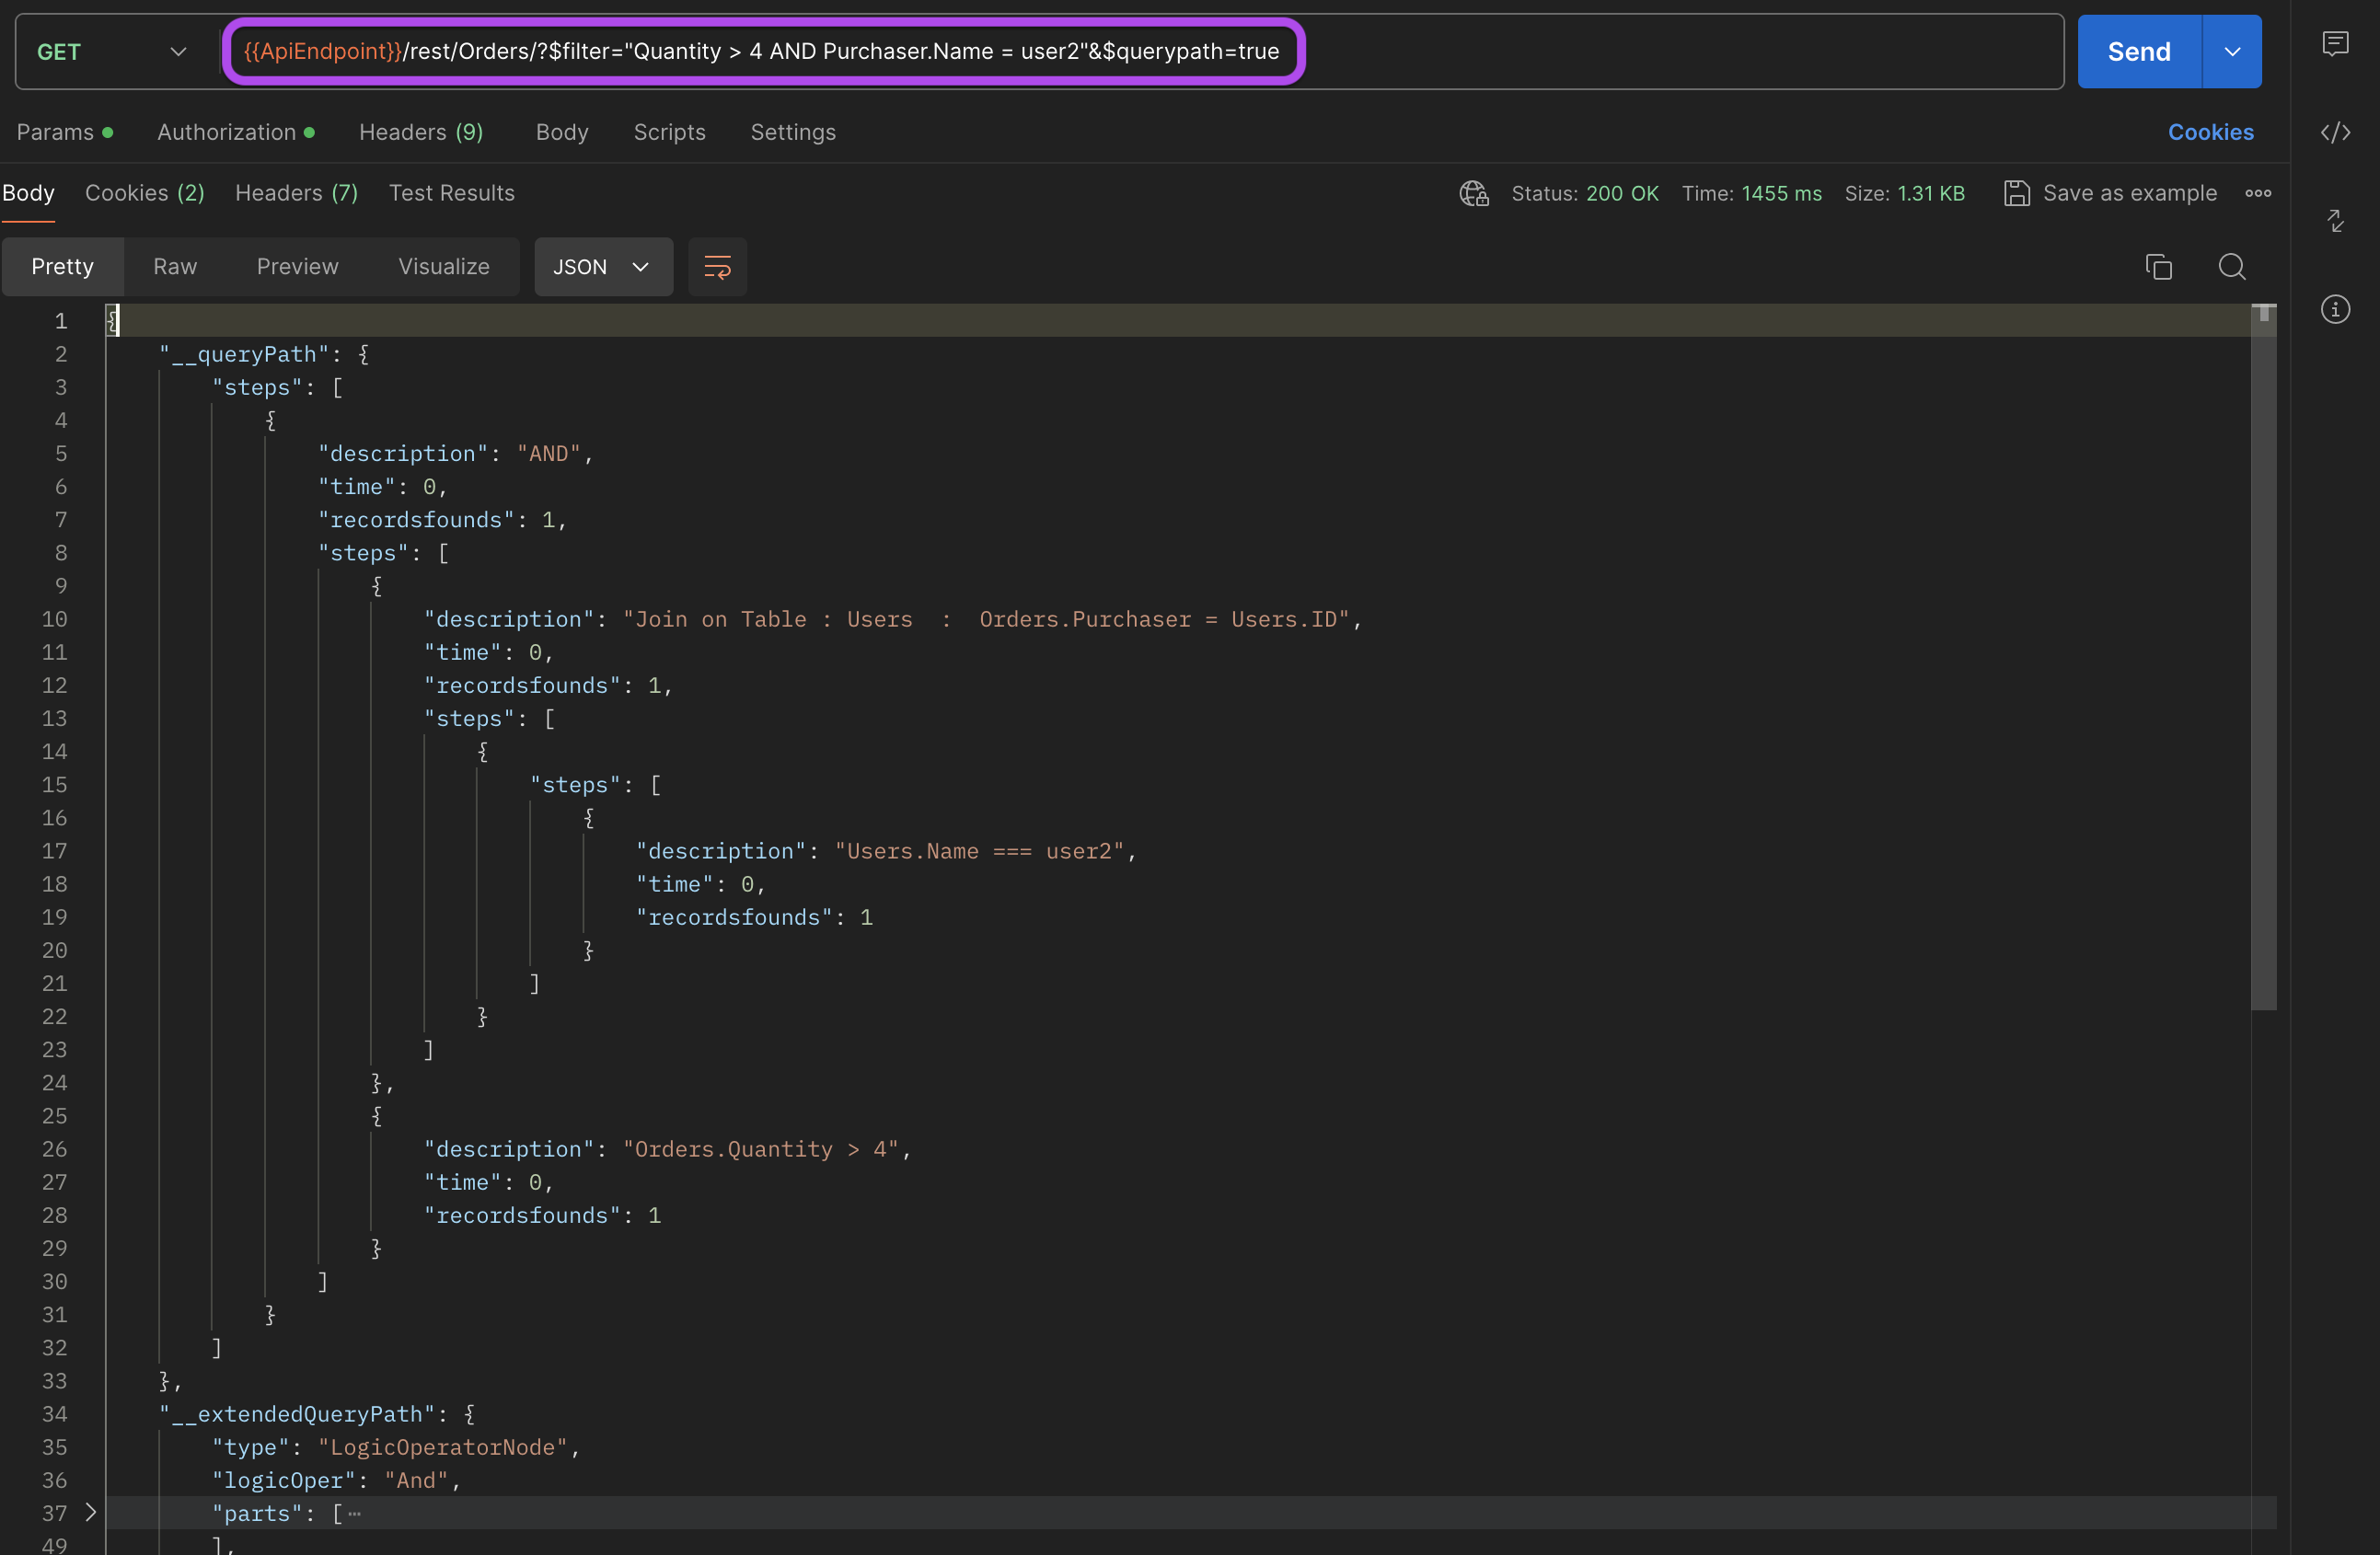 GET {{ApiEndpoint}}/rest/Orders/?$filter="Quantity > 4 AND Purchaser.Name = user2"&$querypath=true Send
Params Authorization Headers (9) Body Scripts Settings Cookies
Body Cookies (2) Headers (7) Test Results Status: 200 OK Time: 1455 ms Size: 1.31 KB Save as example
Pretty Raw Preview Visualize JSON
1 {
2 "__queryPath": {
3 "steps": [
4 {
5 "description": "AND",
6 "time": 0,
7 "recordsfounds": 1,
8 "steps": [
9 {
10 "description": "Join on Table : Users  :  Orders.Purchaser = Users.ID",
11 "time": 0,
12 "recordsfounds": 1,
13 "steps": [
14 {
15 "steps": [
16 {
17 "description": "Users.Name === user2",
18 "time": 0,
19 "recordsfounds": 1
20 }
21 ]
22 }
23 ]
24 },
25 {
26 "description": "Orders.Quantity > 4",
27 "time": 0,
28 "recordsfounds": 1
29 }
30 ]
31 }
32 ]
33 },
34 "__extendedQueryPath": {
35 "type": "LogicOperatorNode",
36 "logicOper": "And",
37 "parts": [ ⋯
49 ],